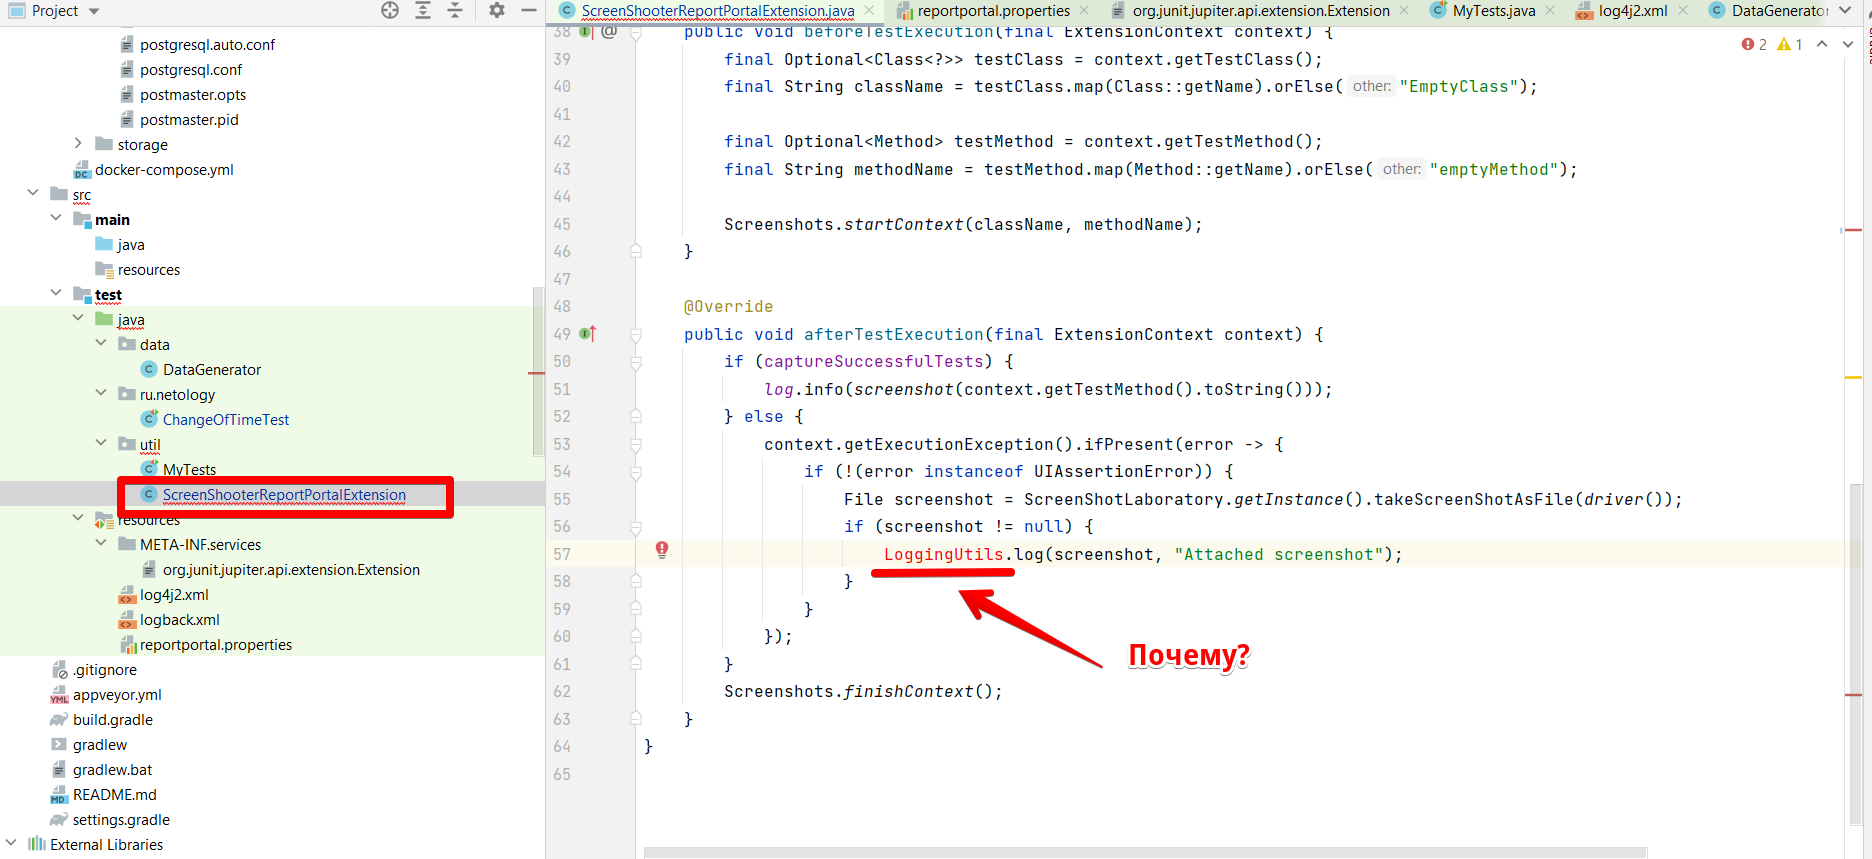 Project
ScreenShooterReportPortalExtension.java
reportportal.properties
org.junit.jupiter.api.extension.Extension
MyTests.java
log4j2.xml
DataGenerator
postgresql.auto.conf
postgresql.conf
postmaster.opts
postmaster.pid
storage
docker-compose.yml
src
main
java
resources
test
java
data
DataGenerator
ru.netology
ChangeOfTimeTest
util
MyTests
ScreenShooterReportPortalExtension
resources
META-INF.services
org.junit.jupiter.api.extension.Extension
log4j2.xml
logback.xml
reportportal.properties
.gitignore
appveyor.yml
build.gradle
gradlew
gradlew.bat
README.md
settings.gradle
External Libraries
2 1
38 public void beforeTestExecution(final ExtensionContext context) {
39 final Optional<Class<?>> testClass = context.getTestClass();
40 final String className = testClass.map(Class::getName).orElse( other: "EmptyClass");
41
42 final Optional<Method> testMethod = context.getTestMethod();
43 final String methodName = testMethod.map(Method::getName).orElse( other: "emptyMethod");
44
45 Screenshots.startContext(className, methodName);
46 }
47
48 @Override
49 public void afterTestExecution(final ExtensionContext context) {
50 if (captureSuccessfulTests) {
51 log.info(screenshot(context.getTestMethod().toString()));
52 } else {
53 context.getExecutionException().ifPresent(error -> {
54 if (!(error instanceof UIAssertionError)) {
55 File screenshot = ScreenShotLaboratory.getInstance().takeScreenShotAsFile(driver());
56 if (screenshot != null) {
57 LoggingUtils.log(screenshot, "Attached screenshot");
58 }
59 }
60 });
61 }
62 Screenshots.finishContext();
63 }
64 }
65
Почему?